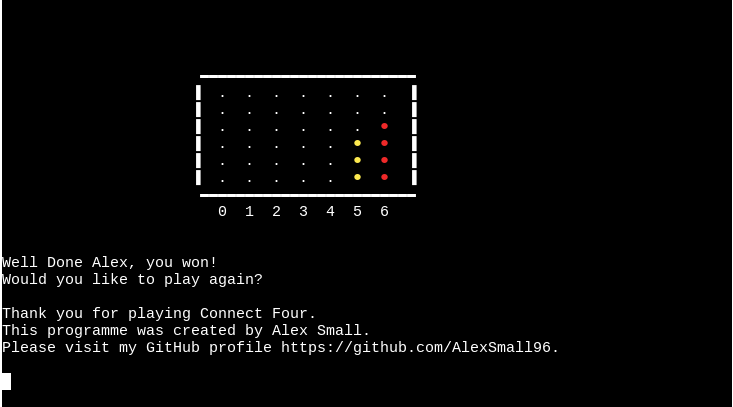 0 1 2 3 4 5 6
Well Done Alex, you won!
Would you like to play again?
Thank you for playing Connect Four.
This programme was created by Alex Small.
Please visit my GitHub profile https://github.com/AlexSmall96.